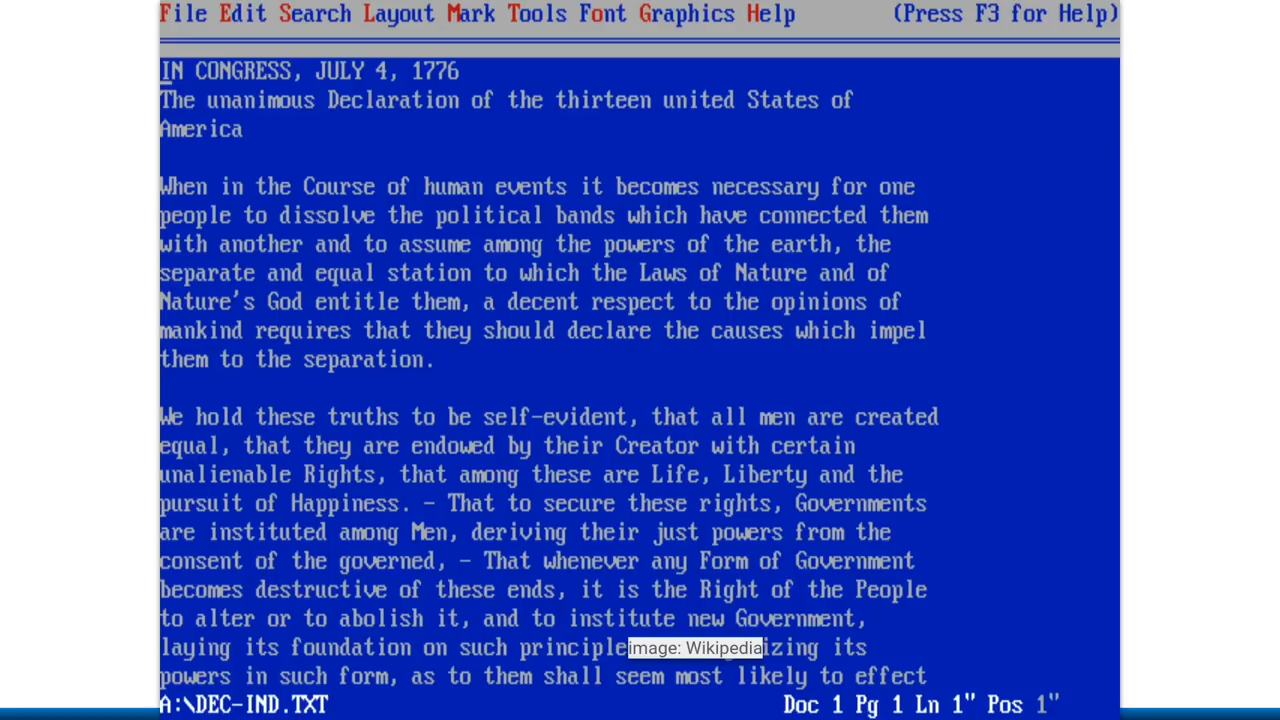 File Edit Search Layout Mark Tools Font Graphics Help (Press F3 for Help)
IN CONGRESS, JULY 4, 1776
The unanimous Declaration of the thirteen united States of
America
When in the Course of human events it becomes necessary for one
people to dissolve the political bands which have connected them
with another and to assume among the powers of the earth, the
separate and equal station to which the Laws of Nature and of
Nature's God entitle them, a decent respect to the opinions of
mankind requires that they should declare the causes which impel
them to the separation.
We hold these truths to be self-evident, that all men are created
equal, that they are endowed by their Creator with certain
unalienable Rights, that among these are Life, Liberty and the
pursuit of Happiness. - That to secure these rights, Governments
are instituted among Men, deriving their just powers from the
consent of the governed, - That whenever any Form of Government
becomes destructive of these ends, it is the Right of the People
to alter or to abolish it, and to institute new Government,
laying its foundation on such principle image: Wikipedia izing its
powers in such form, as to them shall seem most likely to effect
A:\DEC-IND.TXT Doc 1 Pg 1 Ln 1" Pos 1"